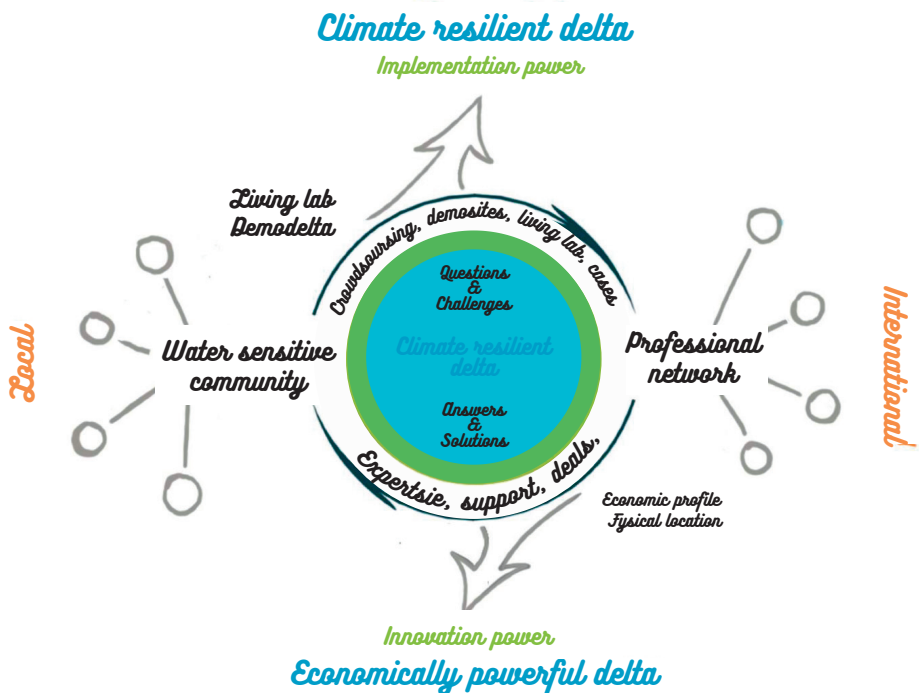 Climate resilient delta
Implementation power
Living lab
Demodelta
Crowdsoursing, demosites, living lab, cases
Questions
&
Challenges
Local
Water sensitive
community
Climate resilient
delta
Professional
network
International
Answers
&
Solutions
Expertsie, support, deals,
Economic profile
Fysical location
Innovation power
Economically powerful delta